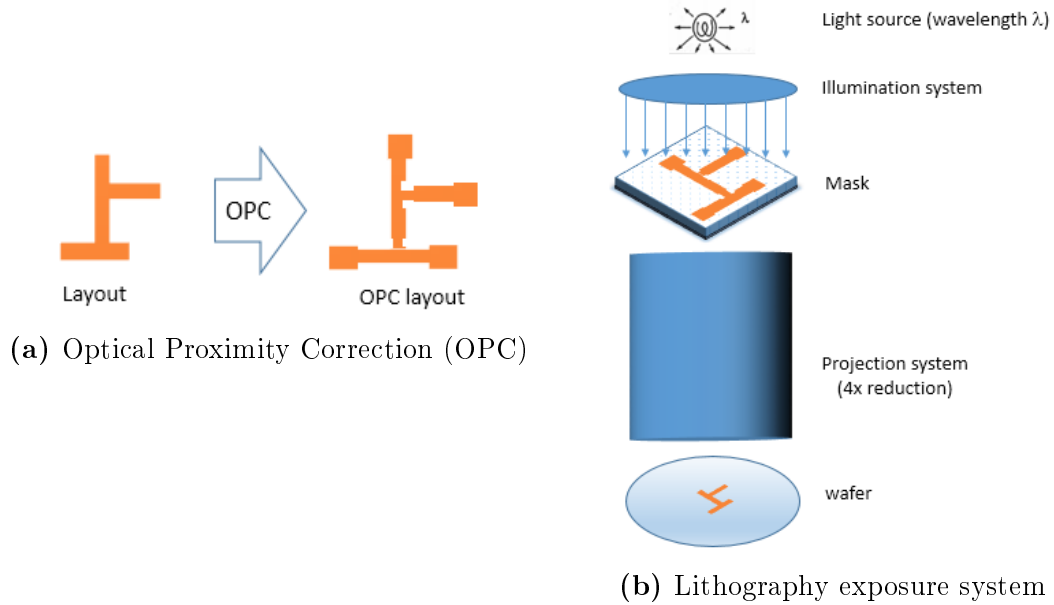 OPC
Layout
OPC layout
(a) Optical Proximity Correction (OPC)
λ
Light source (wavelength λ)
Illumination system
Mask
Projection system
(4x reduction)
wafer
(b) Lithography exposure system